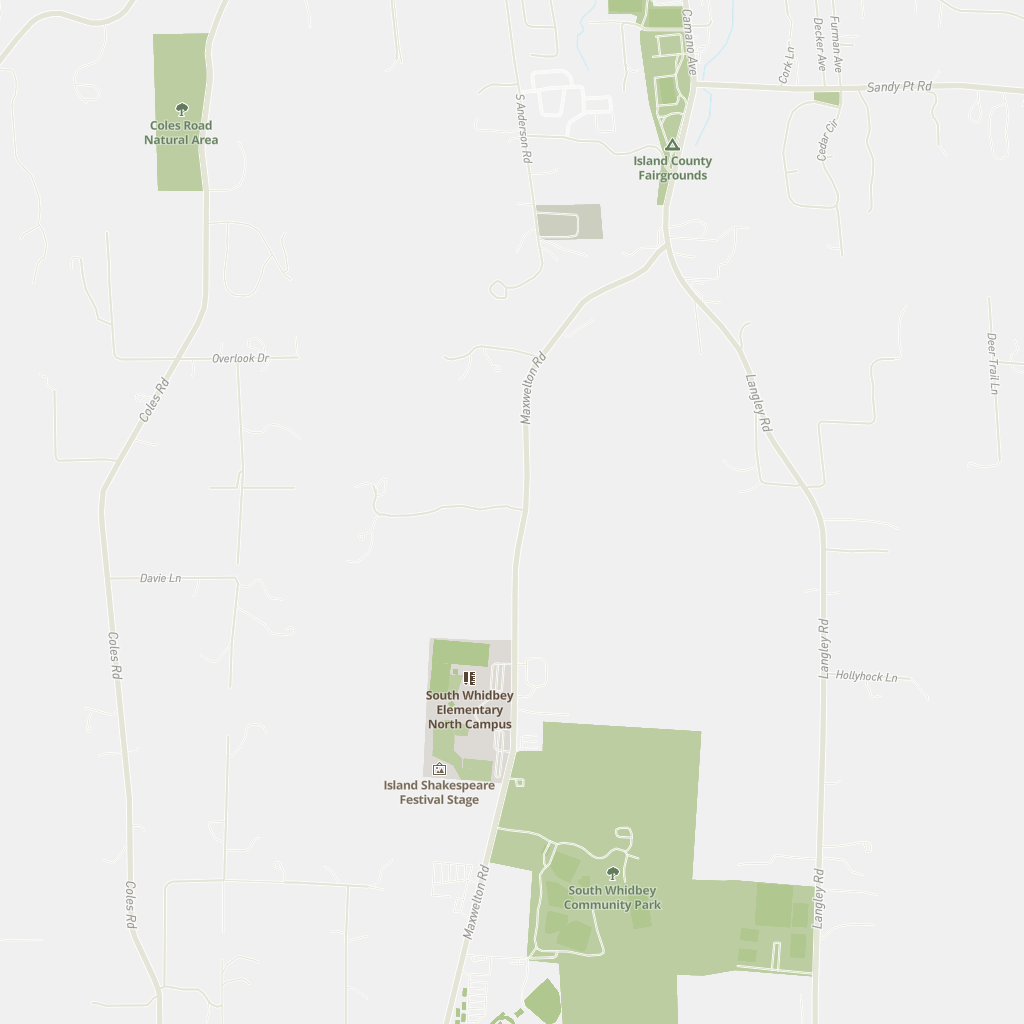 Camano Ave
Furman Ave
Decker Ave
Cork Ln
Sandy Pt Rd
S Anderson Rd
Coles Road
Natural Area
Cedar Cir
Island County
Fairgrounds
Overlook Dr
Deer Trail Ln
Coles Rd
Maxwelton Rd
Langley Rd
Davie Ln
Coles Rd
Langley Rd
Hollyhock Ln
South Whidbey
Elementary
North Campus
Island Shakespeare
Festival Stage
South Whidbey
Community Park
Coles Rd
Maxwelton Rd
Langley Rd